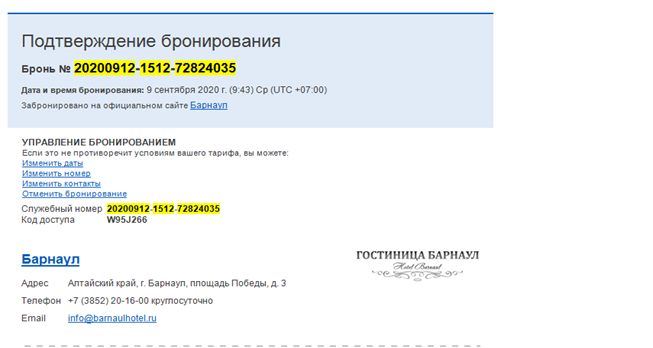 Подтверждение бронирования
Бронь № 20200912-1512-72824035
Дата и время бронирования: 9 сентября 2020 г. (9:43) Ср (UTC +07:00)
Забронировано на официальном сайте Барнаул
УПРАВЛЕНИЕ БРОНИРОВАНИЕМ
Если это не противоречит условиям вашего тарифа, вы можете:
Изменить даты
Изменить номер
Изменить контакты
Отменить бронирование
Служебный номер 20200912-1512-72824035
Код доступа W95J266
Барнаул
ГОСТИНИЦА БАРНАУЛ
Hotel Barnaul
Адрес Алтайский край, г. Барнаул, площадь Победы, д. 3
Телефон +7 (3852) 20-16-00 круглосуточно
Email info@barnaulhotel.ru